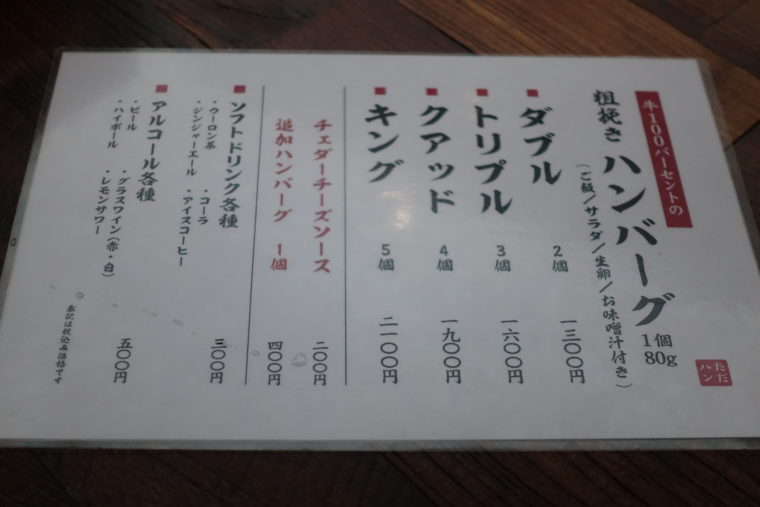 牛100パーセントの
粗挽きハンバーグ 1個 80g
(ご飯/サラダ/生卵/お味噌汁付き)
ただ
ハン
■ ダブル 2個 一三〇〇円
■ トリプル 3個 一六〇〇円
■ クアッド 4個 一九〇〇円
■ キング 5個 二一〇〇円
チェダーチーズソース 二〇〇円
追加ハンバーグ 1個 四〇〇円
■ ソフトドリンク各種 三〇〇円
・ウーロン茶 ・コーラ
・ジンジャーエール ・アイスコーヒー
■ アルコール各種 五〇〇円
・ビール ・グラスワイン(赤・白)
・ハイボール ・レモンサワー
表記は税込み価格です